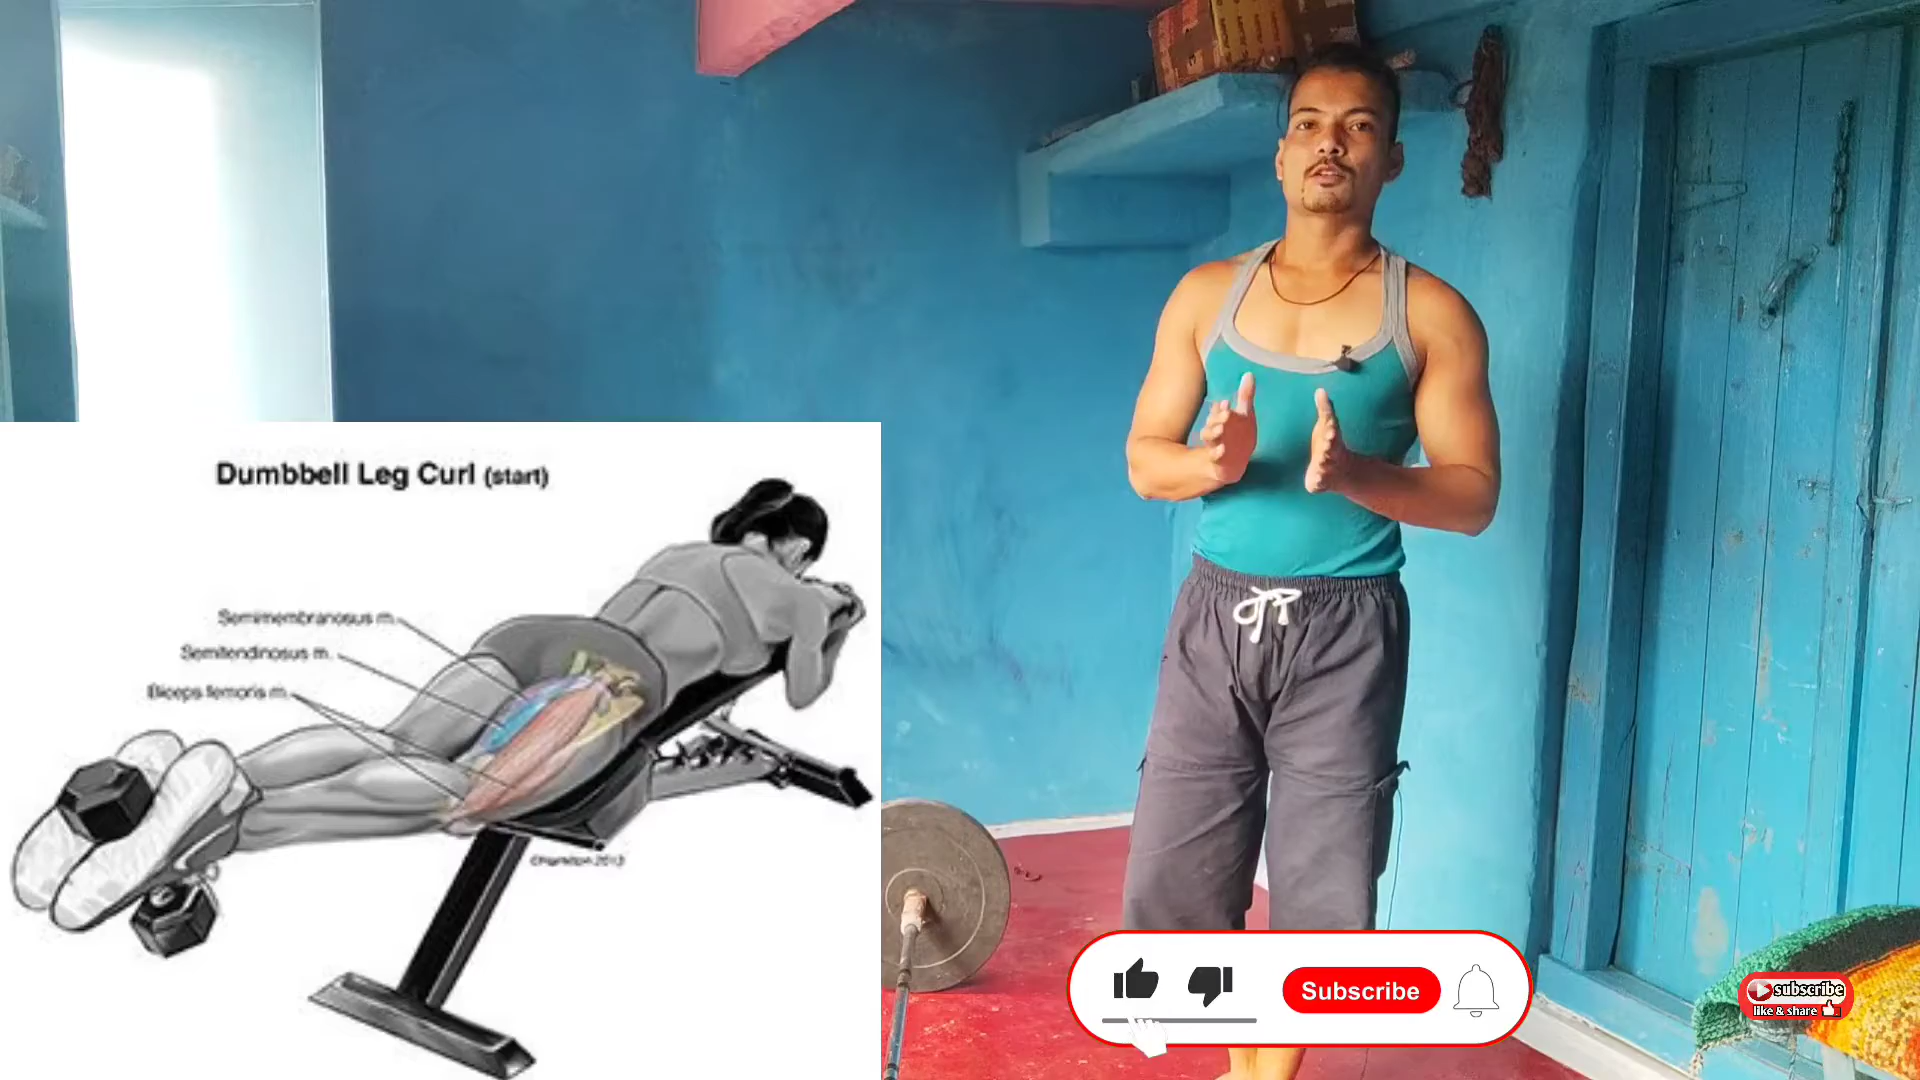 Dumbbell Leg Curl (start)
Semimembranosus m.
Semitendinosus m.
Biceps femoris m.
Subscribe
subscribe
like & share